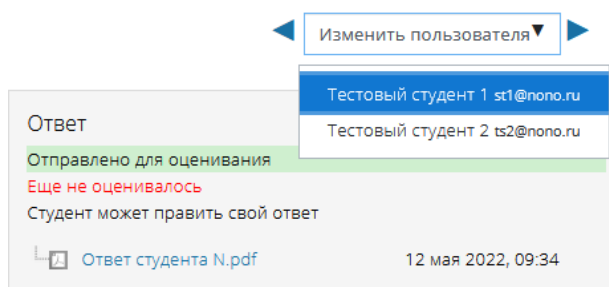 Изменить пользователя
Тестовый студент 1 st1@nono.ru
Тестовый студент 2 ts2@nono.ru
Ответ
Отправлено для оценивания
Еще не оценивалось
Студент может править свой ответ
Ответ студента N.pdf 12 мая 2022, 09:34